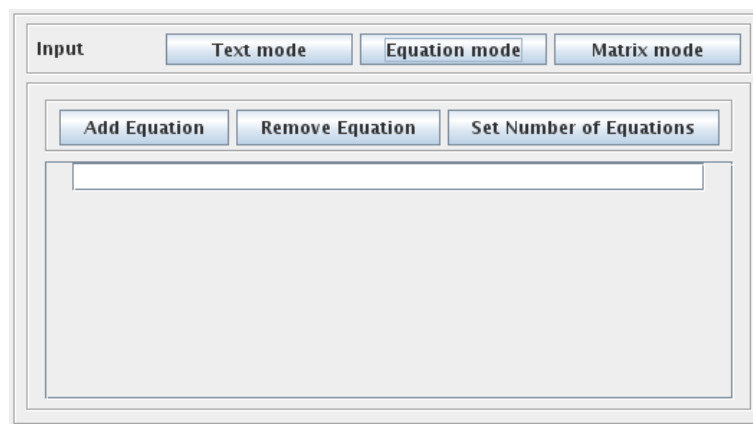 Input Text mode Equation mode Matrix mode
Add Equation Remove Equation Set Number of Equations